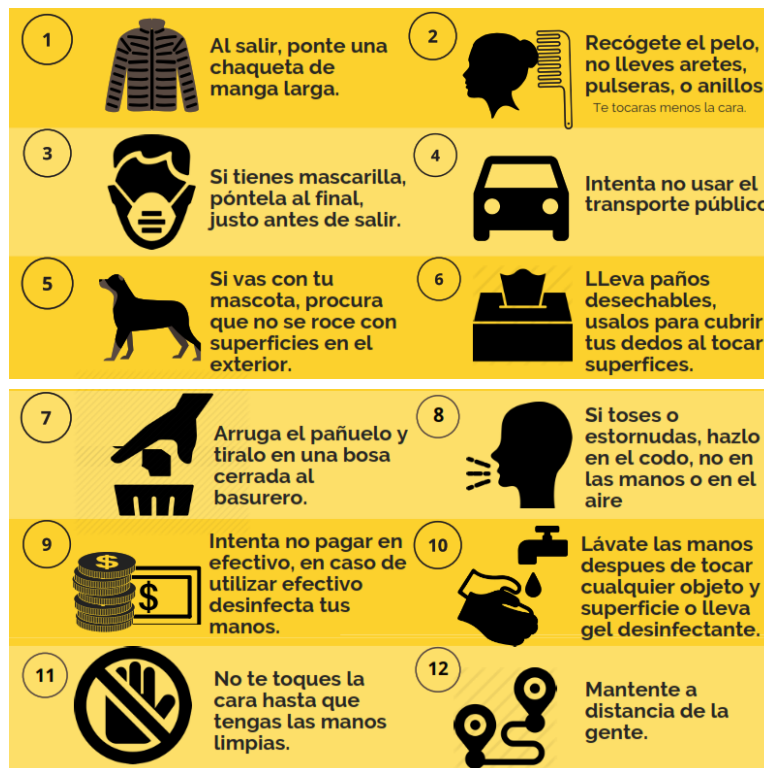 1
Al salir, ponte una
chaqueta de
manga larga.
2
Recógete el pelo,
no lleves aretes,
pulseras, o anillos
Te tocaras menos la cara.
3
Si tienes mascarilla,
póntela al final,
justo antes de salir.
4
Intenta no usar el
transporte público
5
Si vas con tu
mascota, procura
que no se roce con
superficies en el
exterior.
6
LLeva paños
desechables,
usalos para cubrir
tus dedos al tocar
superfices.
7
Arruga el pañuelo y
tiralo en una bosa
cerrada al
basurero.
8
Si toses o
estornudas, hazlo
en el codo, no en
las manos o en el
aire
9
$
$
Intenta no pagar en
efectivo, en caso de
utilizar efectivo
desinfecta tus
manos.
10
Lávate las manos
despues de tocar
cualquier objeto y
superficie o lleva
gel desinfectante.
11
No te toques la
cara hasta que
tengas las manos
limpias.
12
Mantente a
distancia de la
gente.